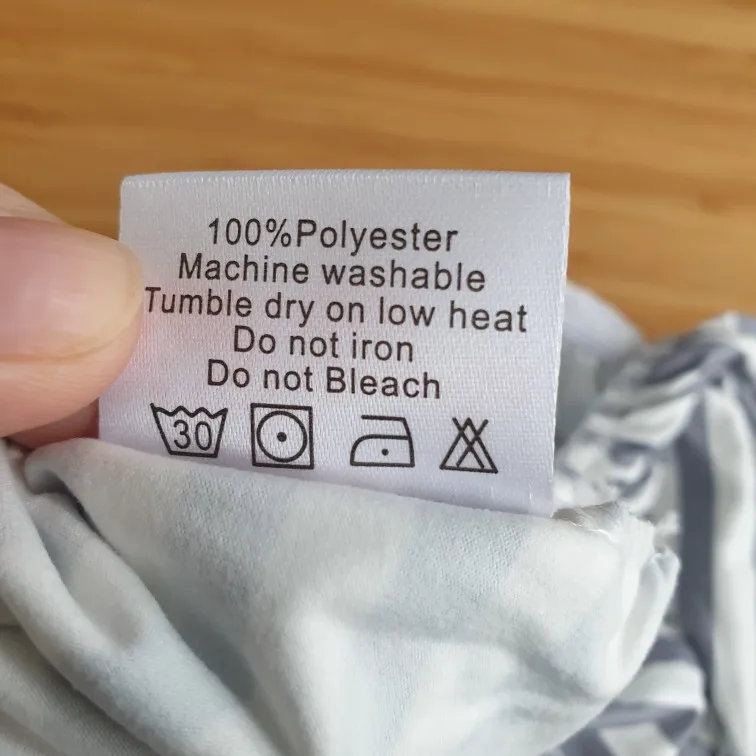 100%Polyester
Machine washable
Tumble dry on low heat
Do not iron
Do not Bleach
30